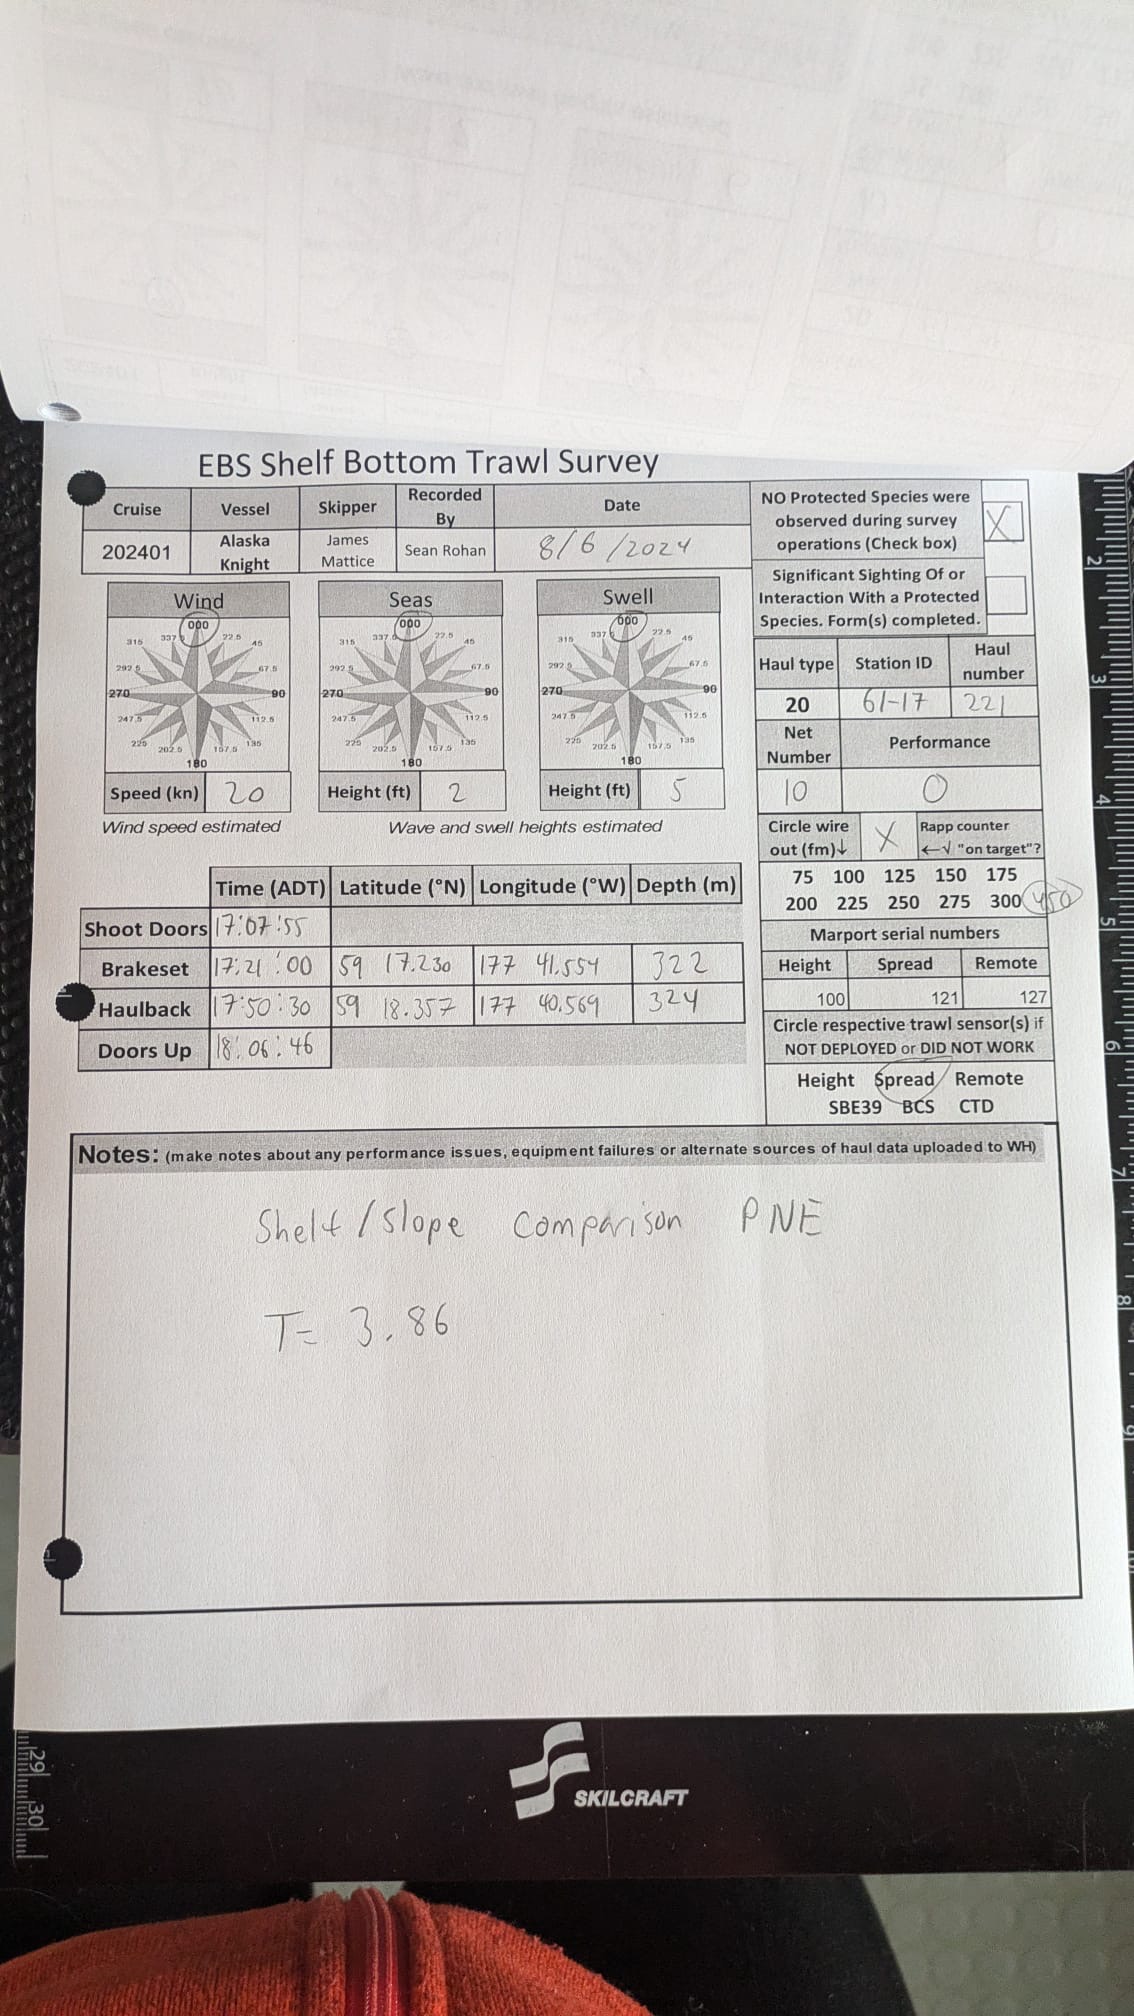 EBS Shelf Bottom Trawl Survey
Cruise Vessel Skipper Recorded By Date
202401 Alaska Knight James Mattice Sean Rohan 8/6/2024
NO Protected Species were observed during survey operations (Check box) X
Significant Sighting Of or Interaction With a Protected Species. Form(s) completed.
Wind
000 22.5 45 67.5 90 112.5 135 157.5 180 202.5 225 247.5 270 292.5 315 337.5
Speed (kn) 20
Wind speed estimated
Seas
000 22.5 45 67.5 90 112.5 135 157.5 180 202.5 225 247.5 270 292.5 315 337.5
Height (ft) 2
Swell
000 22.5 45 67.5 90 112.5 135 157.5 180 202.5 225 247.5 270 292.5 315 337.5
Height (ft) 5
Wave and swell heights estimated
Haul type Station ID Haul number
20 61-17 221
Net Number Performance
10 0
Circle wire out (fm)↓ X Rapp counter ←√ "on target"?
75 100 125 150 175
200 225 250 275 300 450
Marport serial numbers
Height Spread Remote
100 121 127
Circle respective trawl sensor(s) if
NOT DEPLOYED or DID NOT WORK
Height Spread Remote
SBE39 BCS CTD
Time (ADT) Latitude (°N) Longitude (°W) Depth (m)
Shoot Doors 17:07:55
Brakeset 17:21:00 59 17.230 177 41.554 322
Haulback 17:50:30 59 18.357 177 40.569 324
Doors Up 18:06:46
Notes: (make notes about any performance issues, equipment failures or alternate sources of haul data uploaded to WH)
Shelf/Slope Comparison PNE
T= 3.86
SKILCRAFT
29 30
2 3 4 5 6 7 8 9